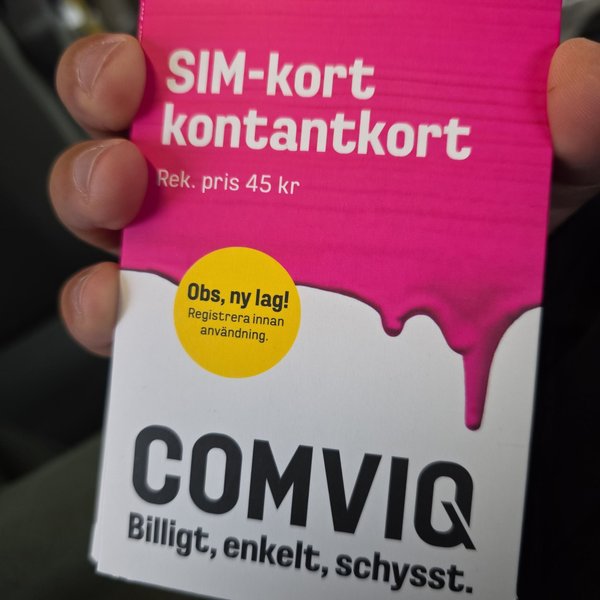 SIM-kort
kontantkort
Rek. pris 45 kr
Obs, ny lag!
Registrera innan
användning.
COMVIQ
Billigt, enkelt, schysst.